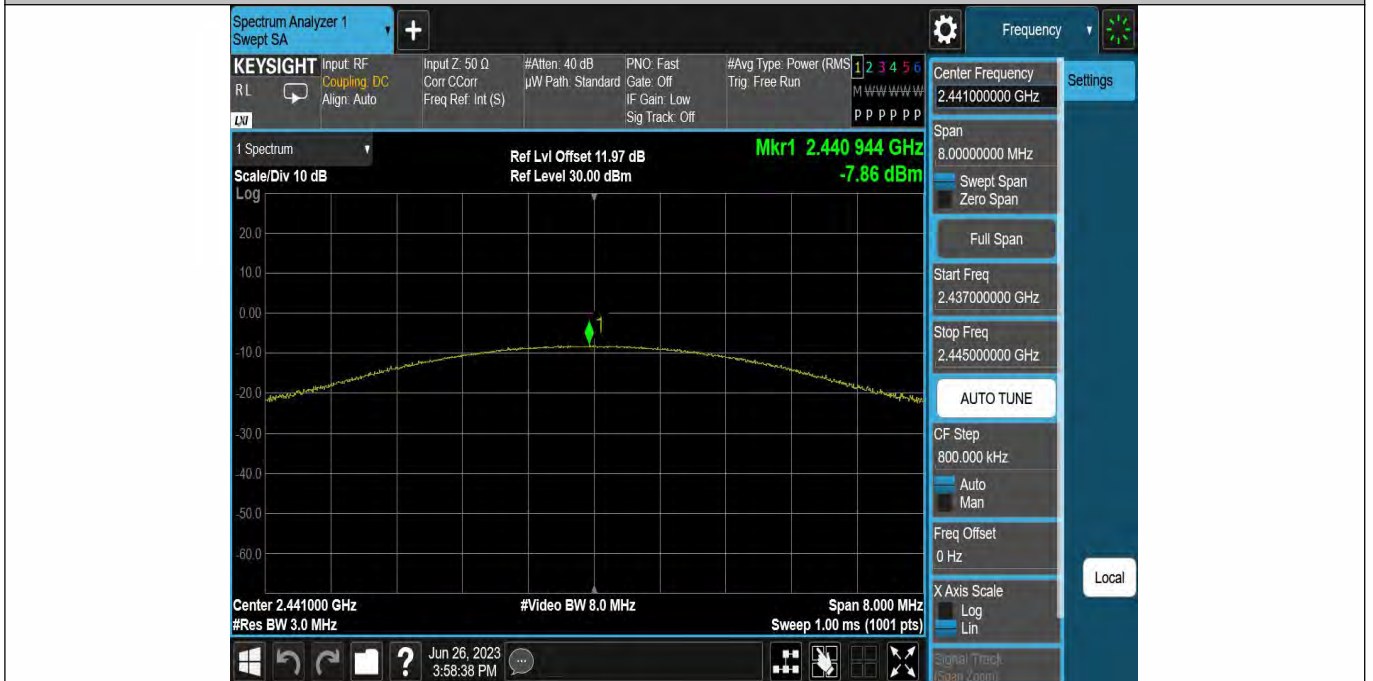 Spectrum Analyzer 1
Swept SA
+
Frequency
KEYSIGHT
RL
LXI
Input: RF
Coupling: DC
Align: Auto
Input Z: 50 Ω
Corr CCorr
Freq Ref: Int (S)
#Atten: 40 dB
µW Path: Standard
PNO: Fast
Gate: Off
IF Gain: Low
Sig Track: Off
#Avg Type: Power (RMS
Trig: Free Run
1 2 3 4 5 6
M W W W W W
P P P P P P
Center Frequency
2.441000000 GHz
Settings
1 Spectrum
Scale/Div 10 dB
Ref Lvl Offset 11.97 dB
Ref Level 30.00 dBm
Mkr1 2.440 944 GHz
-7.86 dBm
Log
20.0
10.0
0.00
-10.0
-20.0
-30.0
-40.0
-50.0
-60.0
1
Center 2.441000 GHz
#Res BW 3.0 MHz
#Video BW 8.0 MHz
Span 8.000 MHz
Sweep 1.00 ms (1001 pts)
Span
8.00000000 MHz
Swept Span
Zero Span
Full Span
Start Freq
2.437000000 GHz
Stop Freq
2.445000000 GHz
AUTO TUNE
CF Step
800.000 kHz
Auto
Man
Freq Offset
0 Hz
X Axis Scale
Log
Lin
Signal Track
(Span Zoom)
Local
?
Jun 26, 2023
3:58:38 PM